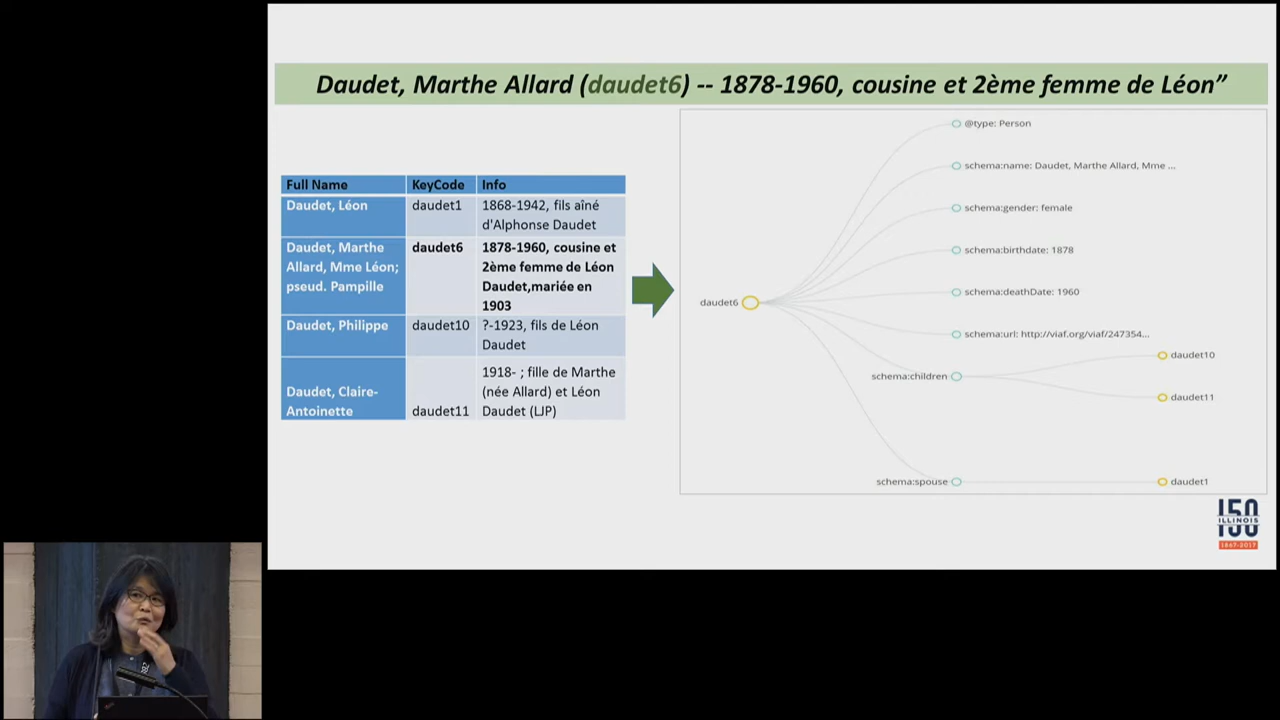 Daudet, Marthe Allard (daudet6) -- 1878-1960, cousine et 2ème femme de Léon”
Full Name KeyCode Info
Daudet, Léon daudet1 1868-1942, fils aîné
d'Alphonse Daudet
Daudet, Marthe daudet6 1878-1960, cousine et
Allard, Mme Léon; 2ème femme de Léon
pseud. Pampille Daudet,mariée en
1903
Daudet, Philippe daudet10 ?-1923, fils de Léon
Daudet
1918- ; fille de Marthe
Daudet, Claire- (née Allard) et Léon
Antoinette daudet11 Daudet (LJP)
@type: Person
schema:name: Daudet, Marthe Allard, Mme ...
schema:gender: female
schema:birthdate: 1878
schema:deathDate: 1960
daudet6
schema:url: http://viaf.org/viaf/247354...
daudet10
schema:children
daudet11
schema:spouse daudet1
150
ILLINOIS
1867-2017